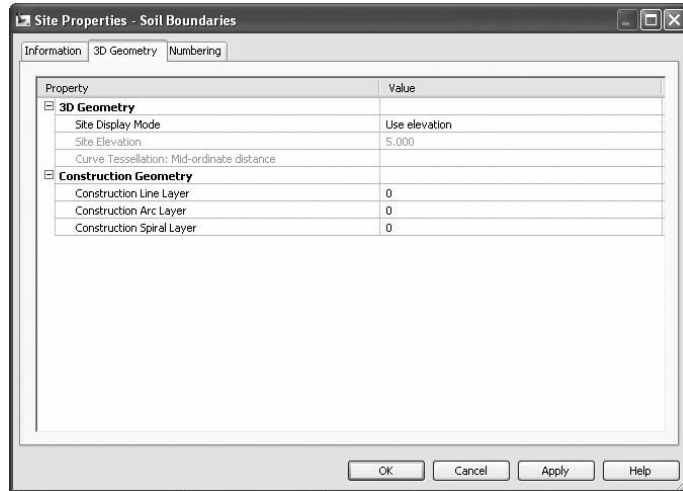 Site Properties - Soil Boundaries
Information 3D Geometry Numbering
Property Value
3D Geometry
Site Display Mode Use elevation
Site Elevation 5.000
Curve Tessellation: Mid-ordinate distance
Construction Geometry
Construction Line Layer 0
Construction Arc Layer 0
Construction Spiral Layer 0
OK Cancel Apply Help